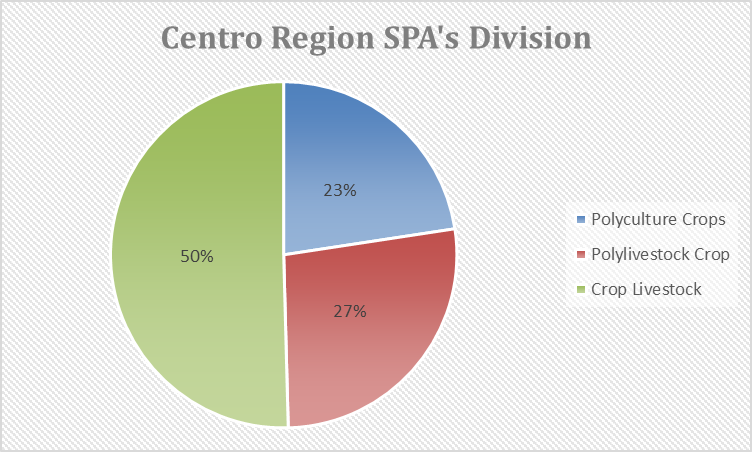 Centro Region SPA's Division
23%
50%
27%
Polyculture Crops
Polylivestock Crop
Crop Livestock